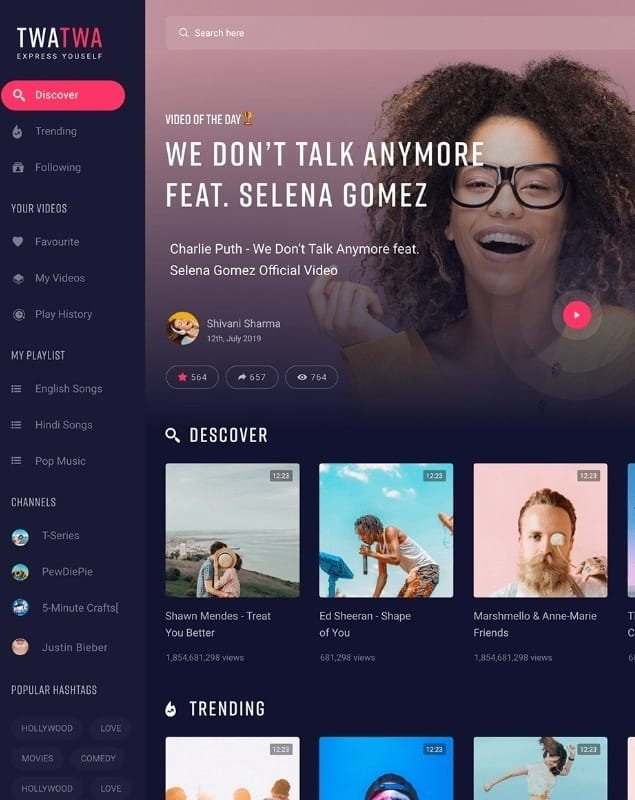 TWATWA
EXPRESS YOUSELF
Discover
Trending
Following
YOUR VIDEOS
Favourite
My Videos
Play History
MY PLAYLIST
English Songs
Hindi Songs
Pop Music
CHANNELS
T-Series
PewDiePie
5-Minute Crafts[
Justin Bieber
POPULAR HASHTAGS
HOLLYWOOD LOVE
MOVIES COMEDY
HOLLYWOOD LOVE
Search here
VIDEO OF THE DAY
WE DON'T TALK ANYMORE
FEAT. SELENA GOMEZ
Charlie Puth - We Don't Talk Anymore feat.
Selena Gomez Official Video
Shivani Sharma
12th, July 2019
564 657 764
DESCOVER
12:23
Shawn Mendes - Treat
You Better
1,854,681,298 views
12:23
Ed Sheeran - Shape
of You
681,298 views
12:23
Marshmello & Anne-Marie
Friends
1,854,681,298 views
TRENDING
12:23
12:23
12:23